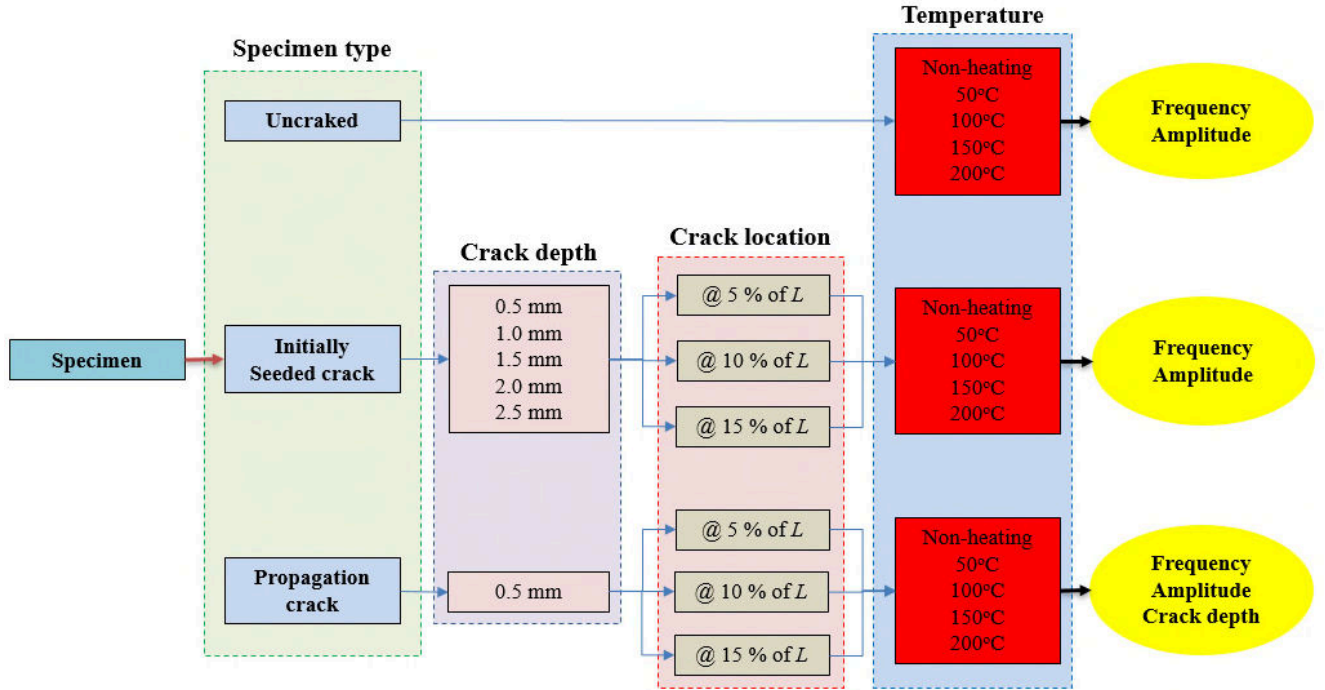 Temperature
Specimen type
Non-heating
50°C
100°C
150°C
200°C
Uncraked
Frequency
Amplitude
Crack depth
Crack location
0.5 mm
1.0 mm
1.5 mm
2.0 mm
2.5 mm
@ 5 % of L
@ 10 % of L
@ 15 % of L
Non-heating
50°C
100°C
150°C
200°C
Specimen
Initially
Seeded crack
Frequency
Amplitude
Propagation
crack
0.5 mm
@ 5 % of L
@ 10 % of L
@ 15 % of L
Non-heating
50°C
100°C
150°C
200°C
Frequency
Amplitude
Crack depth